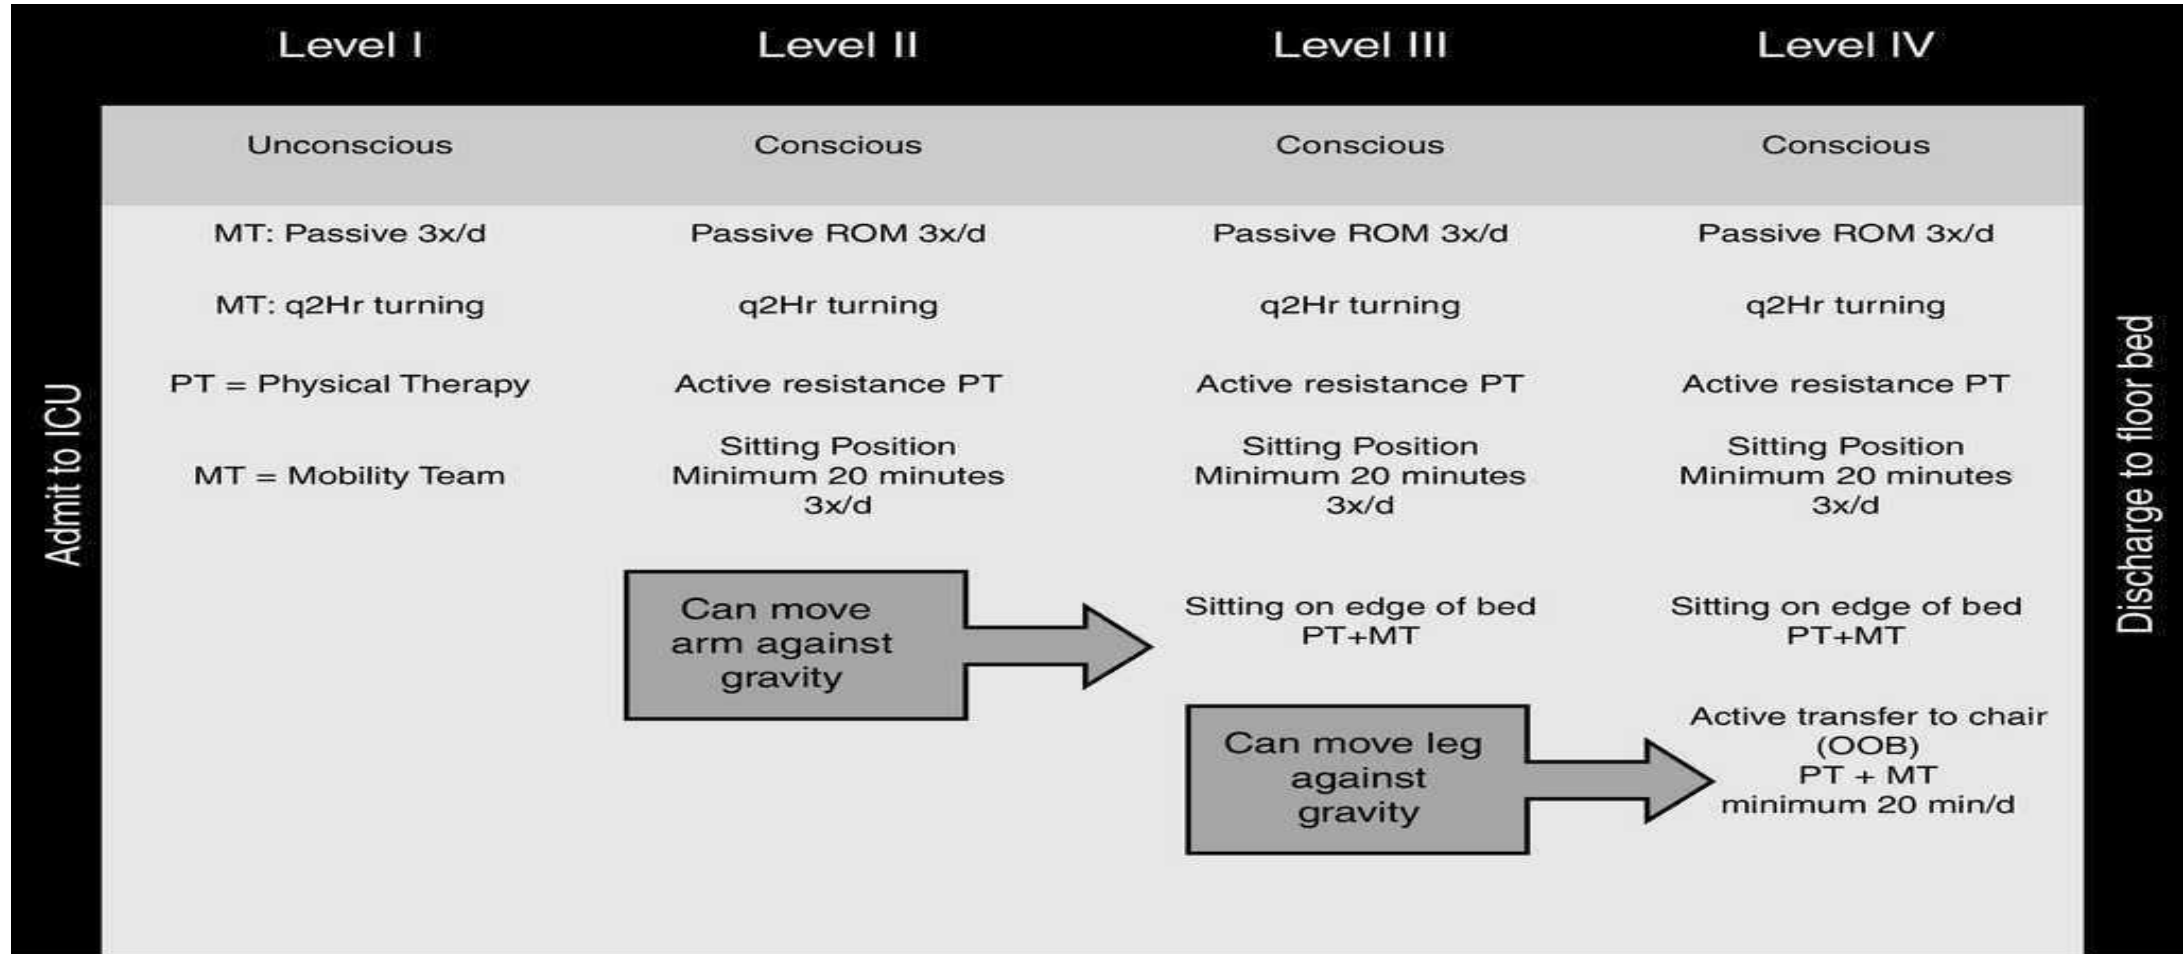 Level I
Level II
Level III
Level IV
Admit to ICU
Unconscious
Conscious
Conscious
Conscious
MT: Passive 3x/d
Passive ROM 3x/d
Passive ROM 3x/d
Passive ROM 3x/d
MT: q2Hr turning
q2Hr turning
q2Hr turning
q2Hr turning
PT = Physical Therapy
Active resistance PT
Active resistance PT
Active resistance PT
MT = Mobility Team
Sitting Position
Minimum 20 minutes
3x/d
Sitting Position
Minimum 20 minutes
3x/d
Sitting Position
Minimum 20 minutes
3x/d
Can move
arm against
gravity
Sitting on edge of bed
PT+MT
Sitting on edge of bed
PT+MT
Can move leg
against
gravity
Active transfer to chair
(OOB)
PT + MT
minimum 20 min/d
Discharge to floor bed